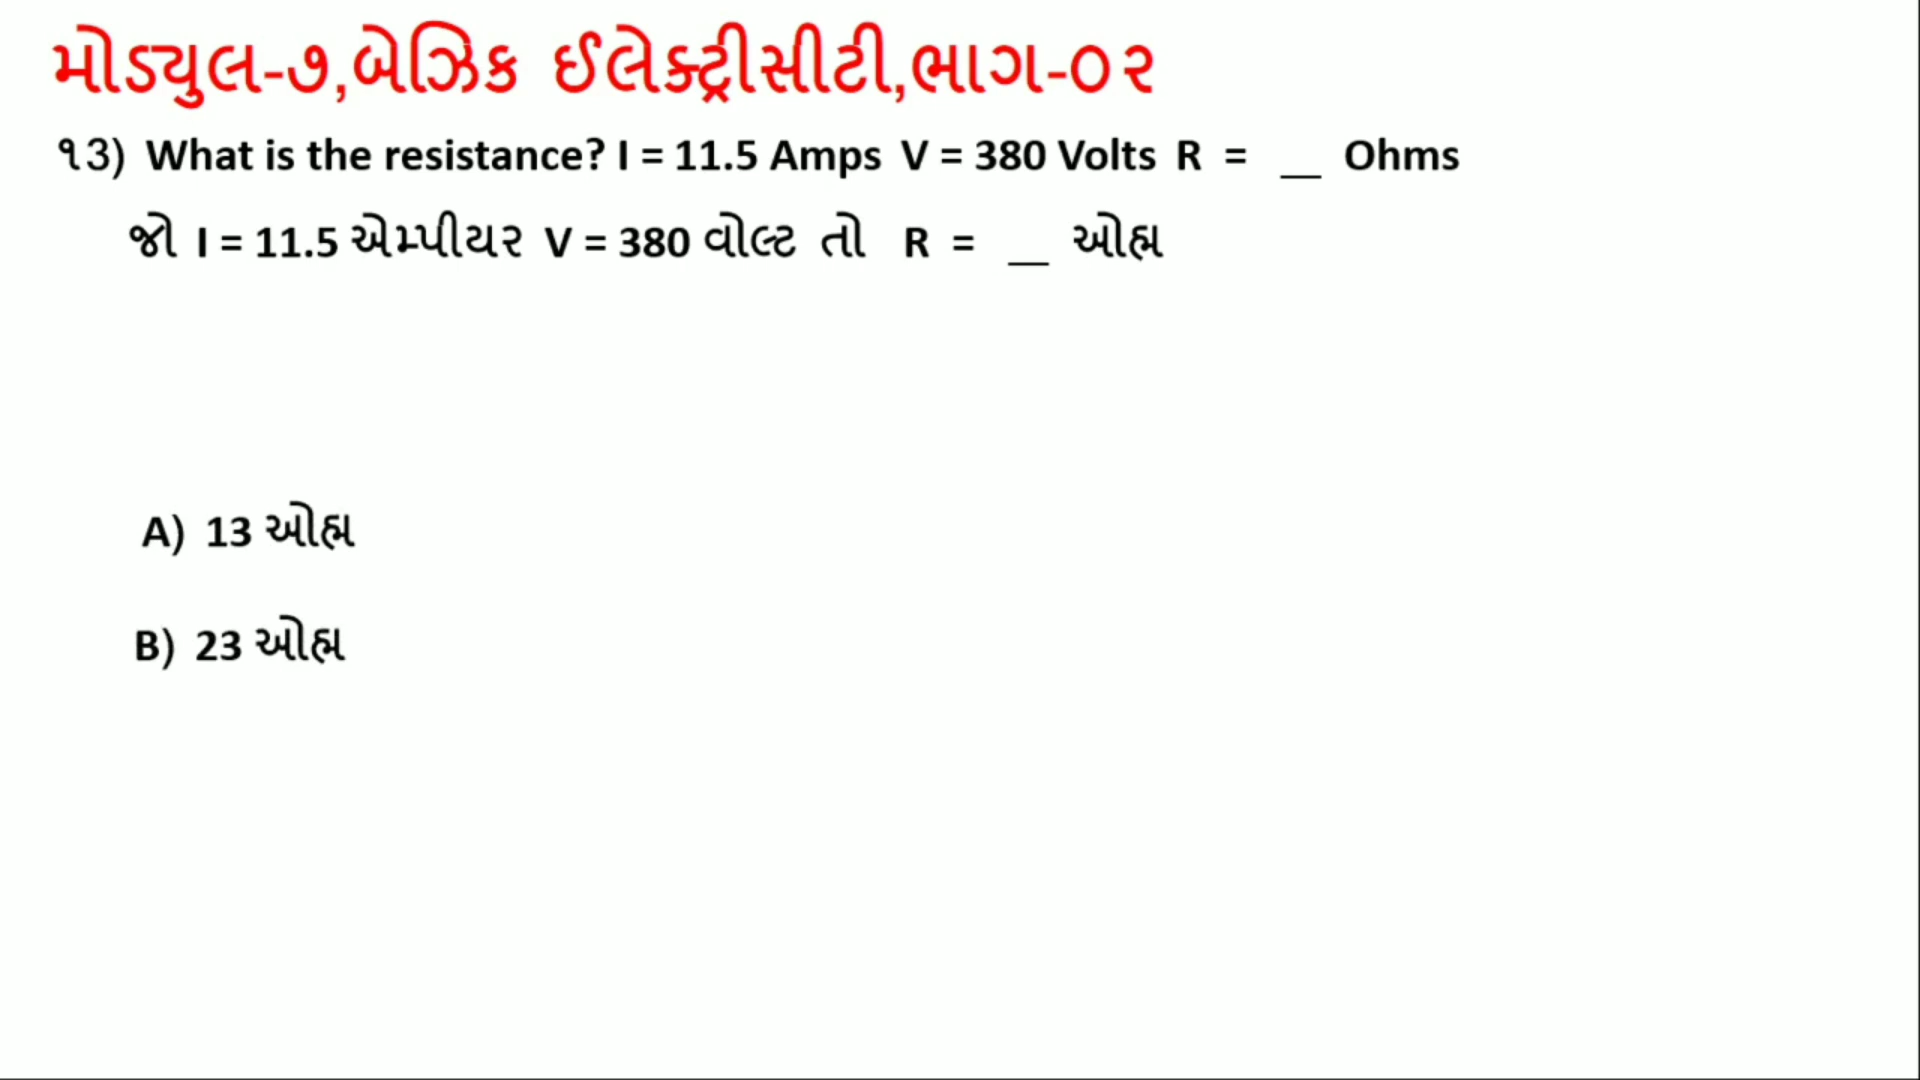 મોડ્યુલ-૭,બેઝિક ઈલેક્ટ્રીસીટી,ભાગ-૦૨
૧3) What is the resistance? I = 11.5 Amps V = 380 Volts R = __ Ohms
જો I = 11.5 એમ્પીયર V = 380 વોલ્ટ તો R = __ ઓહ્મ
A) 13 ઓહ્મ
B) 23 ઓહ્મ